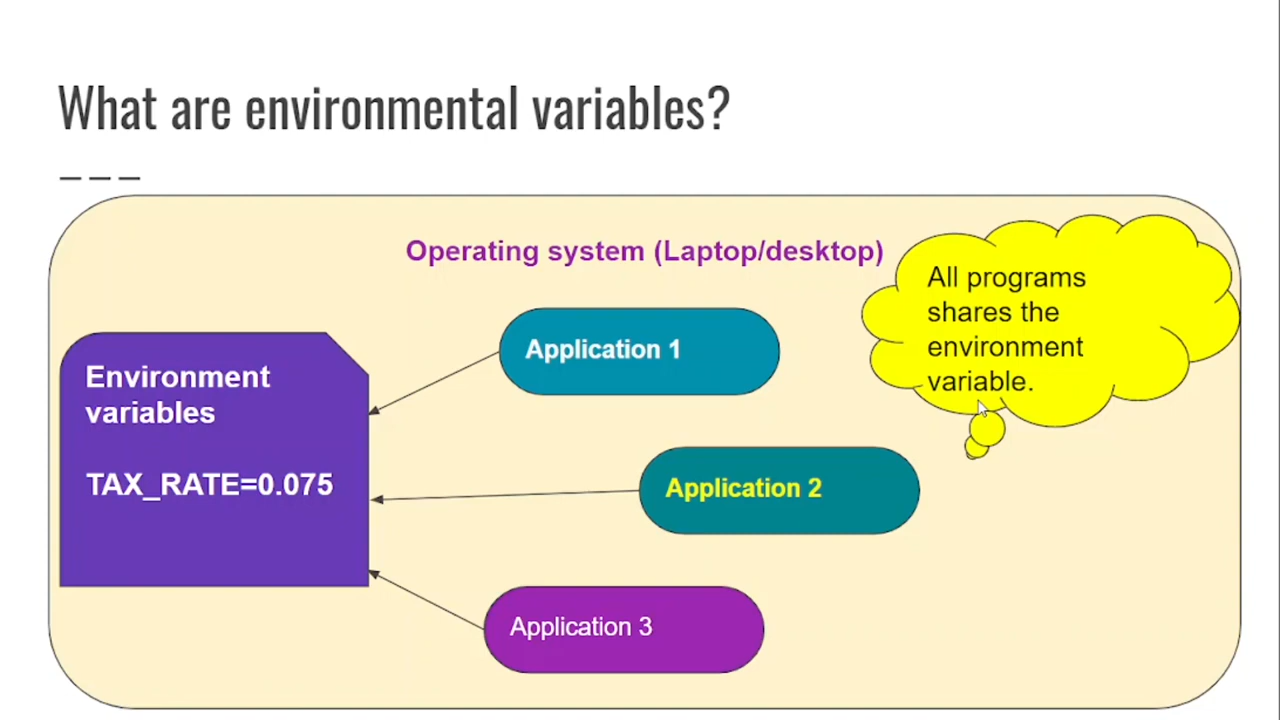 What are environmental variables?
Operating system (Laptop/desktop)
All programs
shares the
environment
variable.
Environment
variables
TAX_RATE=0.075
Application 1
Application 2
Application 3